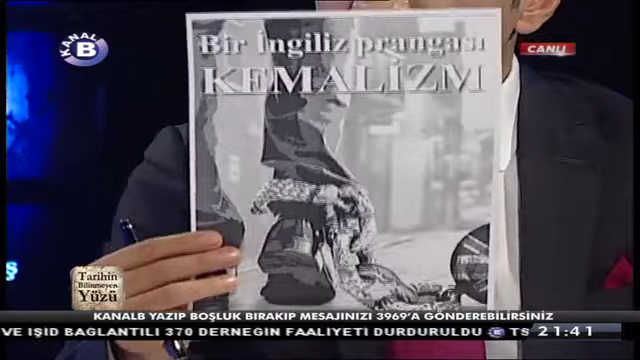 KANAL B
CANLI
Bir İngiliz prangası
KEMALİZM
Tarihin
Bilinmeyen
Yüzü
KANALB YAZIP BOŞLUK BIRAKIP MESAJINIZI 3969'A GÖNDEREBİLİRSİNİZ
VE IŞID BAĞLANTILI 370 DERNEĞİN FAALİYETİ DURDURULDU B TS 21:41